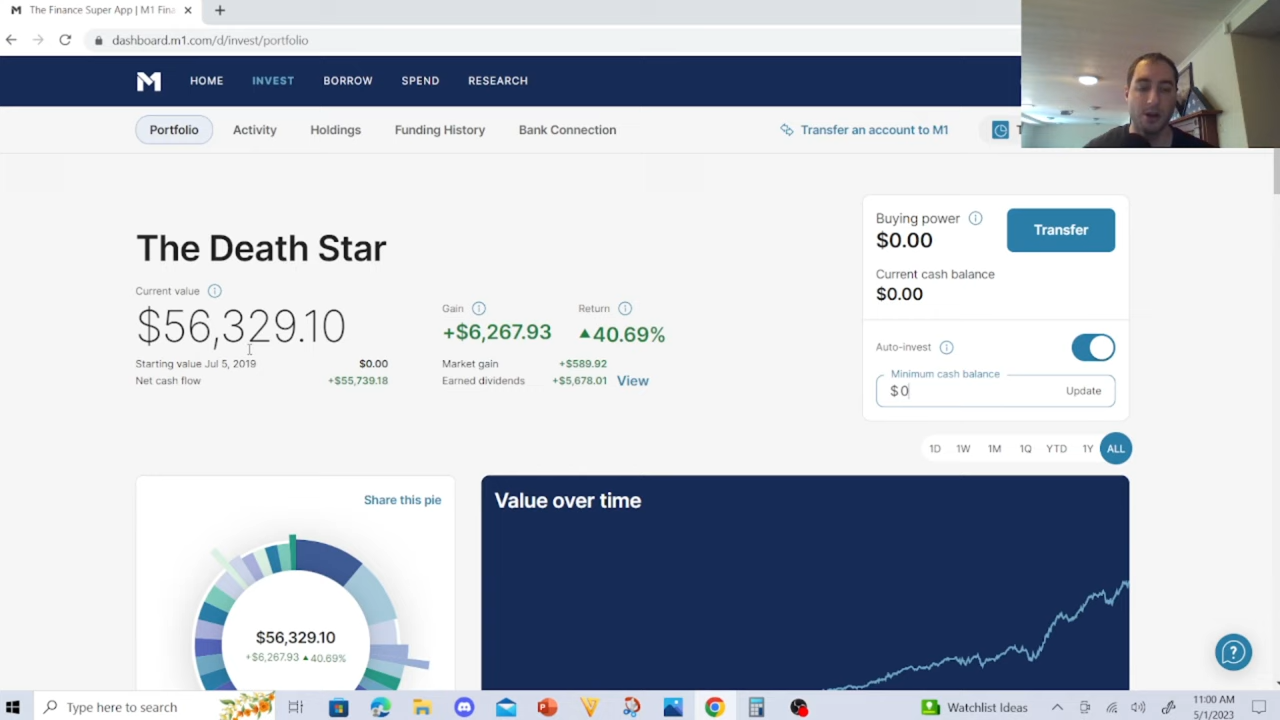 The Finance Super App | M1 Fina
dashboard.m1.com/d/invest/portfolio
HOME INVEST BORROW SPEND RESEARCH
Portfolio Activity Holdings Funding History Bank Connection Transfer an account to M1
The Death Star
Current value
$56,329.10
Starting value Jul 5, 2019 $0.00
Net cash flow +$55,739.18
Gain
+$6,267.93
Return
▲40.69%
Market gain +$589.92
Earned dividends +$5,678.01 View
Buying power
$0.00
Transfer
Current cash balance
$0.00
Auto-invest
Minimum cash balance
$ 0 Update
1D 1W 1M 1Q YTD 1Y ALL
Share this pie
$56,329.10
+$6,267.93 ▲ 40.69%
Value over time
Type here to search
Watchlist Ideas
11:00 AM
5/1/2023